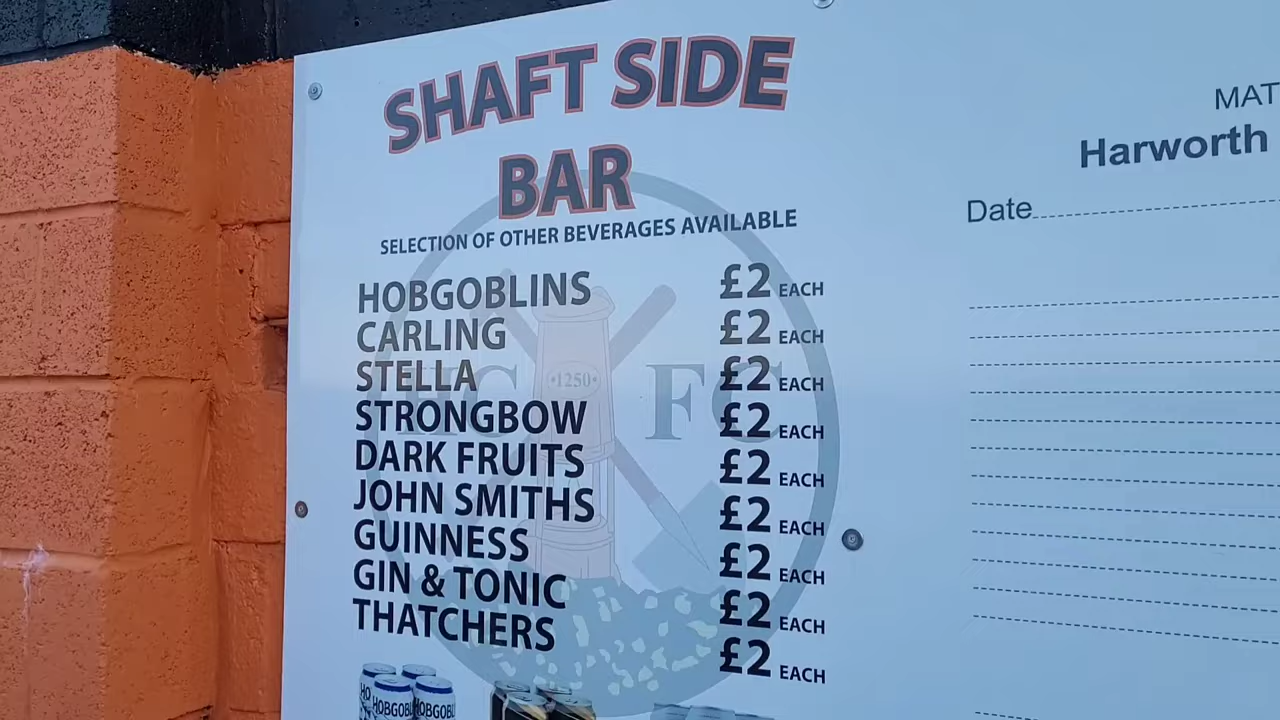 SHAFT SIDE
BAR
SELECTION OF OTHER BEVERAGES AVAILABLE
HOBGOBLINS £2 EACH
CARLING £2 EACH
STELLA £2 EACH
STRONGBOW £2 EACH
DARK FRUITS £2 EACH
JOHN SMITHS £2 EACH
GUINNESS £2 EACH
GIN & TONIC £2 EACH
THATCHERS £2 EACH
H C F C
•1250•
HOBGOBL HOBGOBL
MAT
Harworth
Date